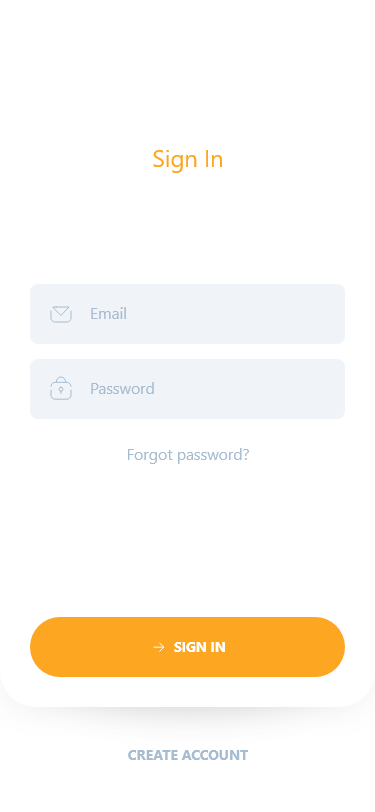 Sign In
Email
Password
Forgot password?
SIGN IN
CREATE ACCOUNT